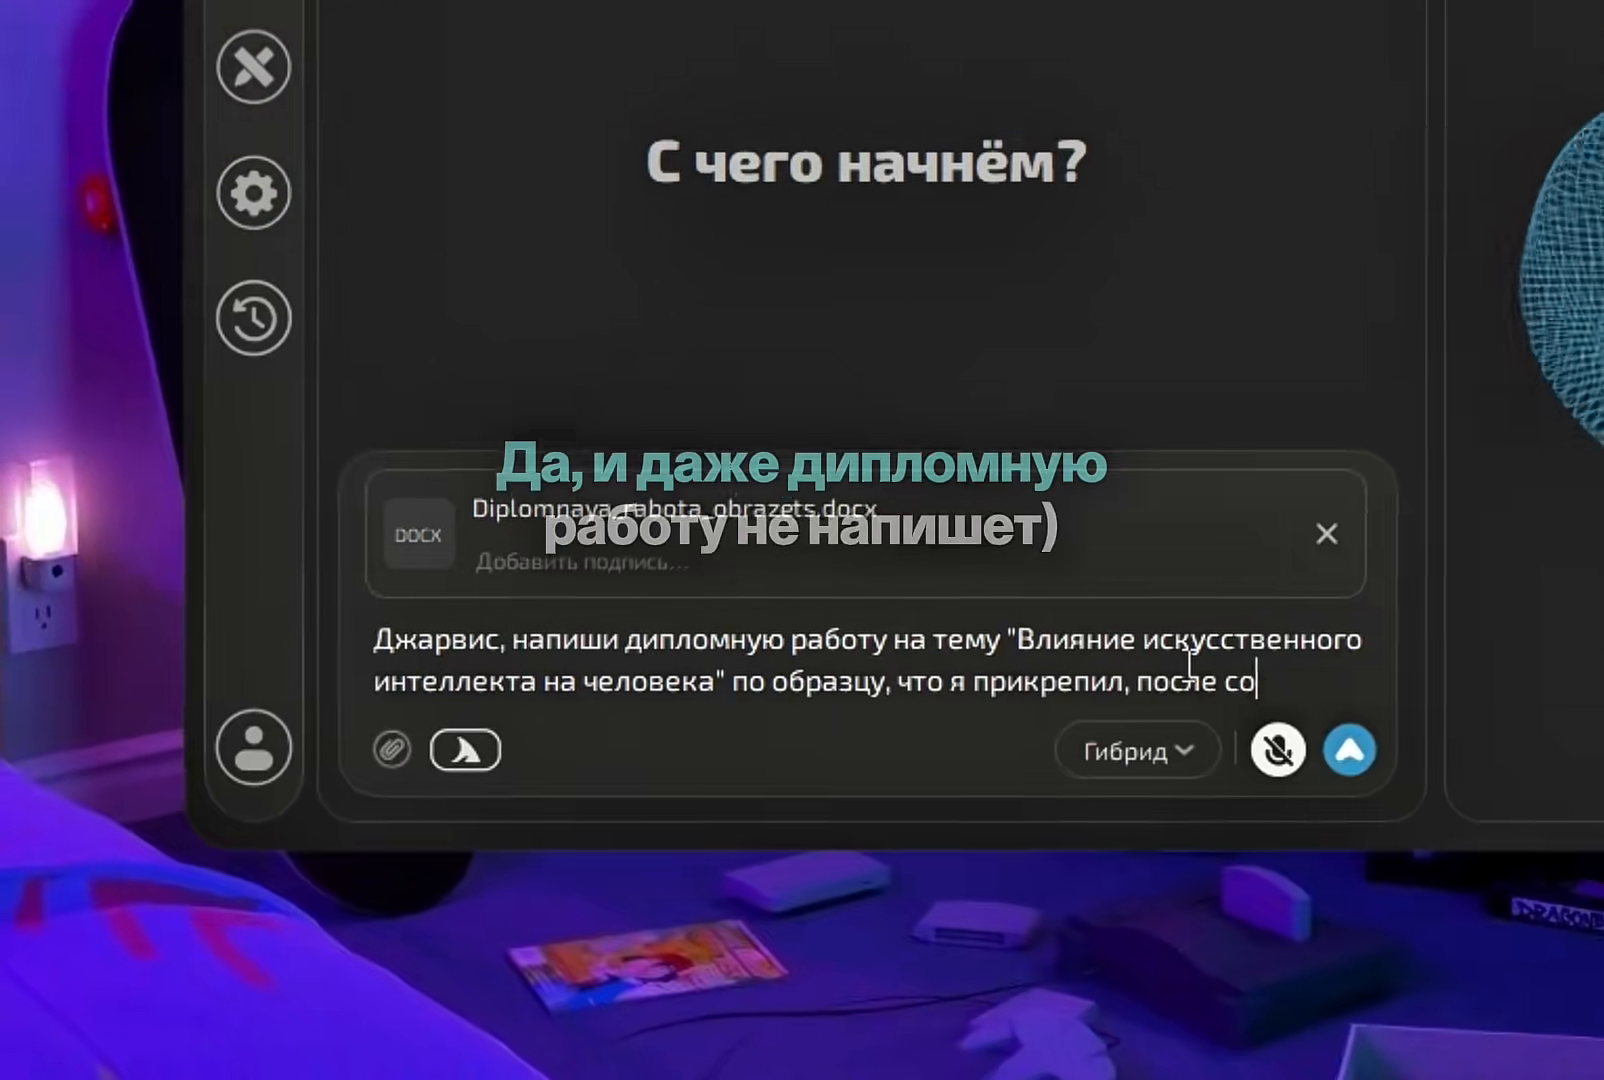 С чего начнём?
Да, и даже дипломную
работу не напишет)
Diplomnaya_rabota_obrazets.docx
DOCX
Добавить подпись...
Джарвис, напиши дипломную работу на тему "Влияние искусственного
интеллекта на человека" по образцу, что я прикрепил, после со
Гибрид